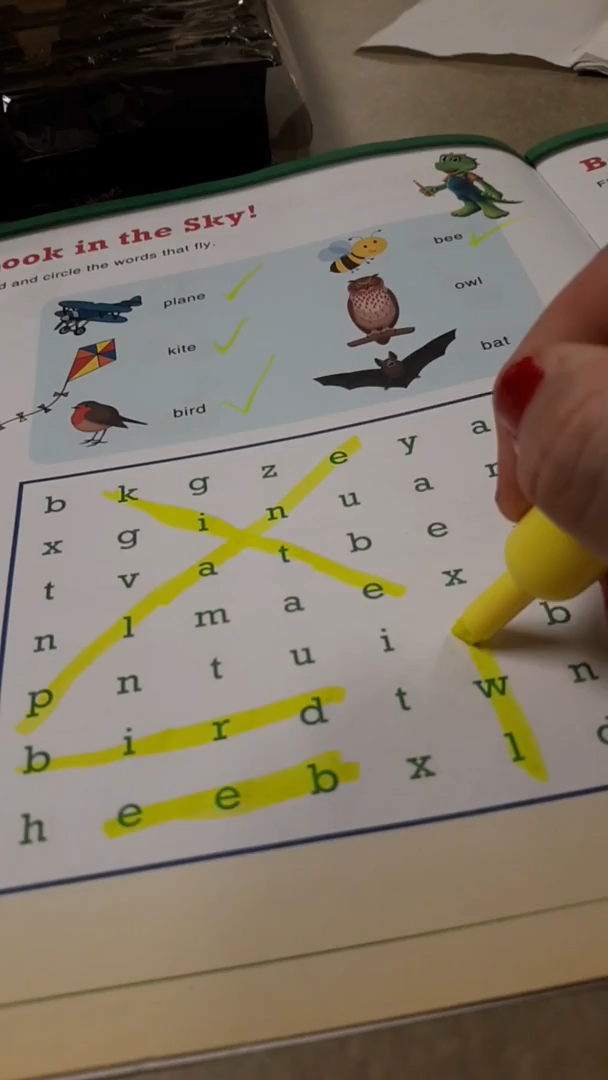 ook in the Sky!
d and circle the words that fly.
plane
kite
bird
bee
owl
bat
B
b k g z e y a
x g i n u a
t v a t b e
n l m a e x
p n t u i b
b i r d t w n
h e e b x l